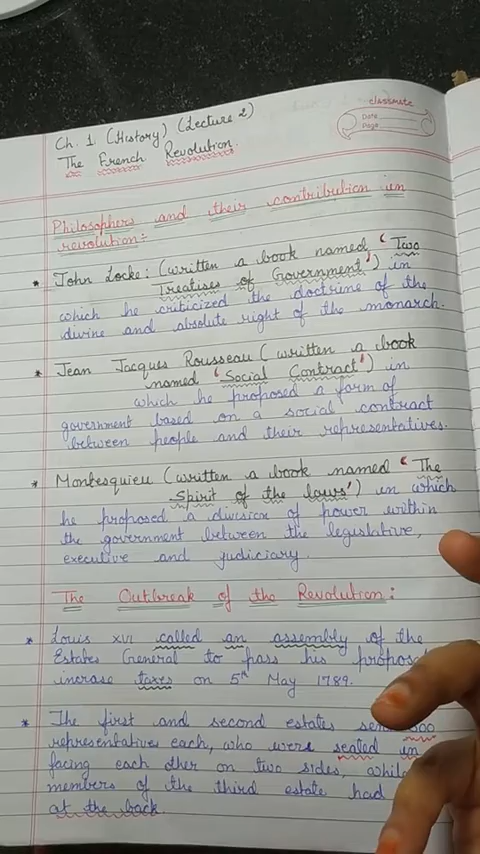 classmate
Date
Page
Ch. 1 (History) (Lecture 2)
The French Revolution.
Philosophers and their contribution in
revolution:-
* John Locke: (written a book named 'Two
Treatises of Government') in
which he criticized the doctrine of the
divine and absolute right of the monarch.
* Jean Jacques Rousseau (written a book
named 'Social Contract') in
which he proposed a form of
government based on a social contract
between people and their representatives.
* Montesquieu (written a book named 'The
Spirit of the laws') in which
he proposed a division of power within
the government between the legislative,
executive and judiciary.
The Outbreak of the Revolution:
* Louis XVI called an assembly of the
Estates General to pass his
increase taxes on 5th May 1789.
* The first and second estates
representatives each, who were seated in
facing each other on two sides,
members of the third estate had
at the back